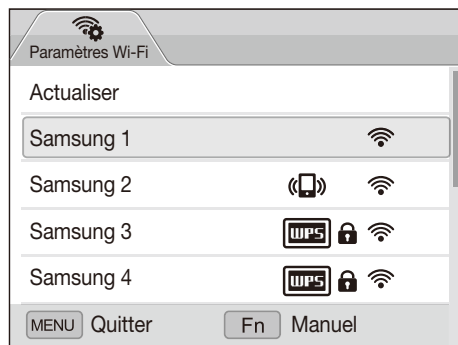 Paramètres Wi-Fi
Actualiser
Samsung 1
Samsung 2
Samsung 3 WPS
Samsung 4 WPS
MENU Quitter Fn Manuel